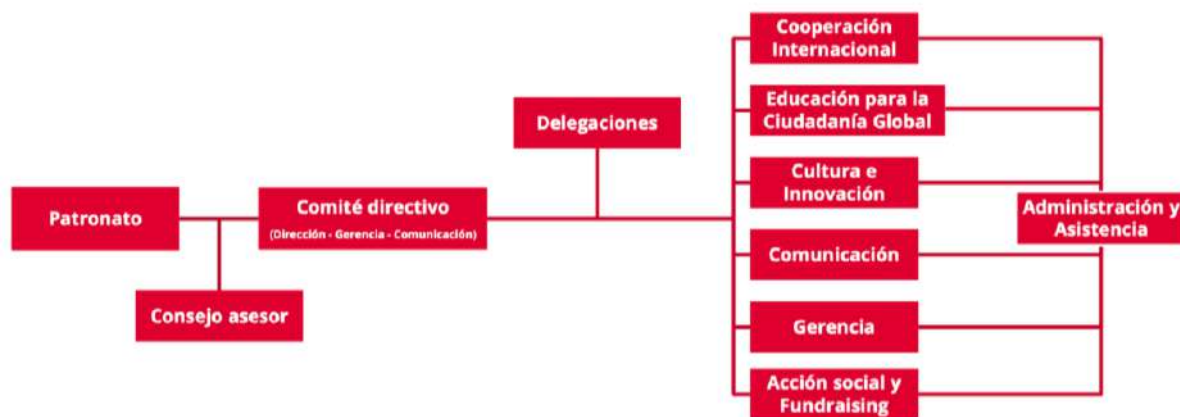 Patronato
Consejo asesor
Comité directivo
(Dirección - Gerencia - Comunicación)
Delegaciones
Cooperación
Internacional
Educación para la
Ciudadanía Global
Cultura e
Innovación
Comunicación
Gerencia
Acción social y
Fundraising
Administración y
Asistencia